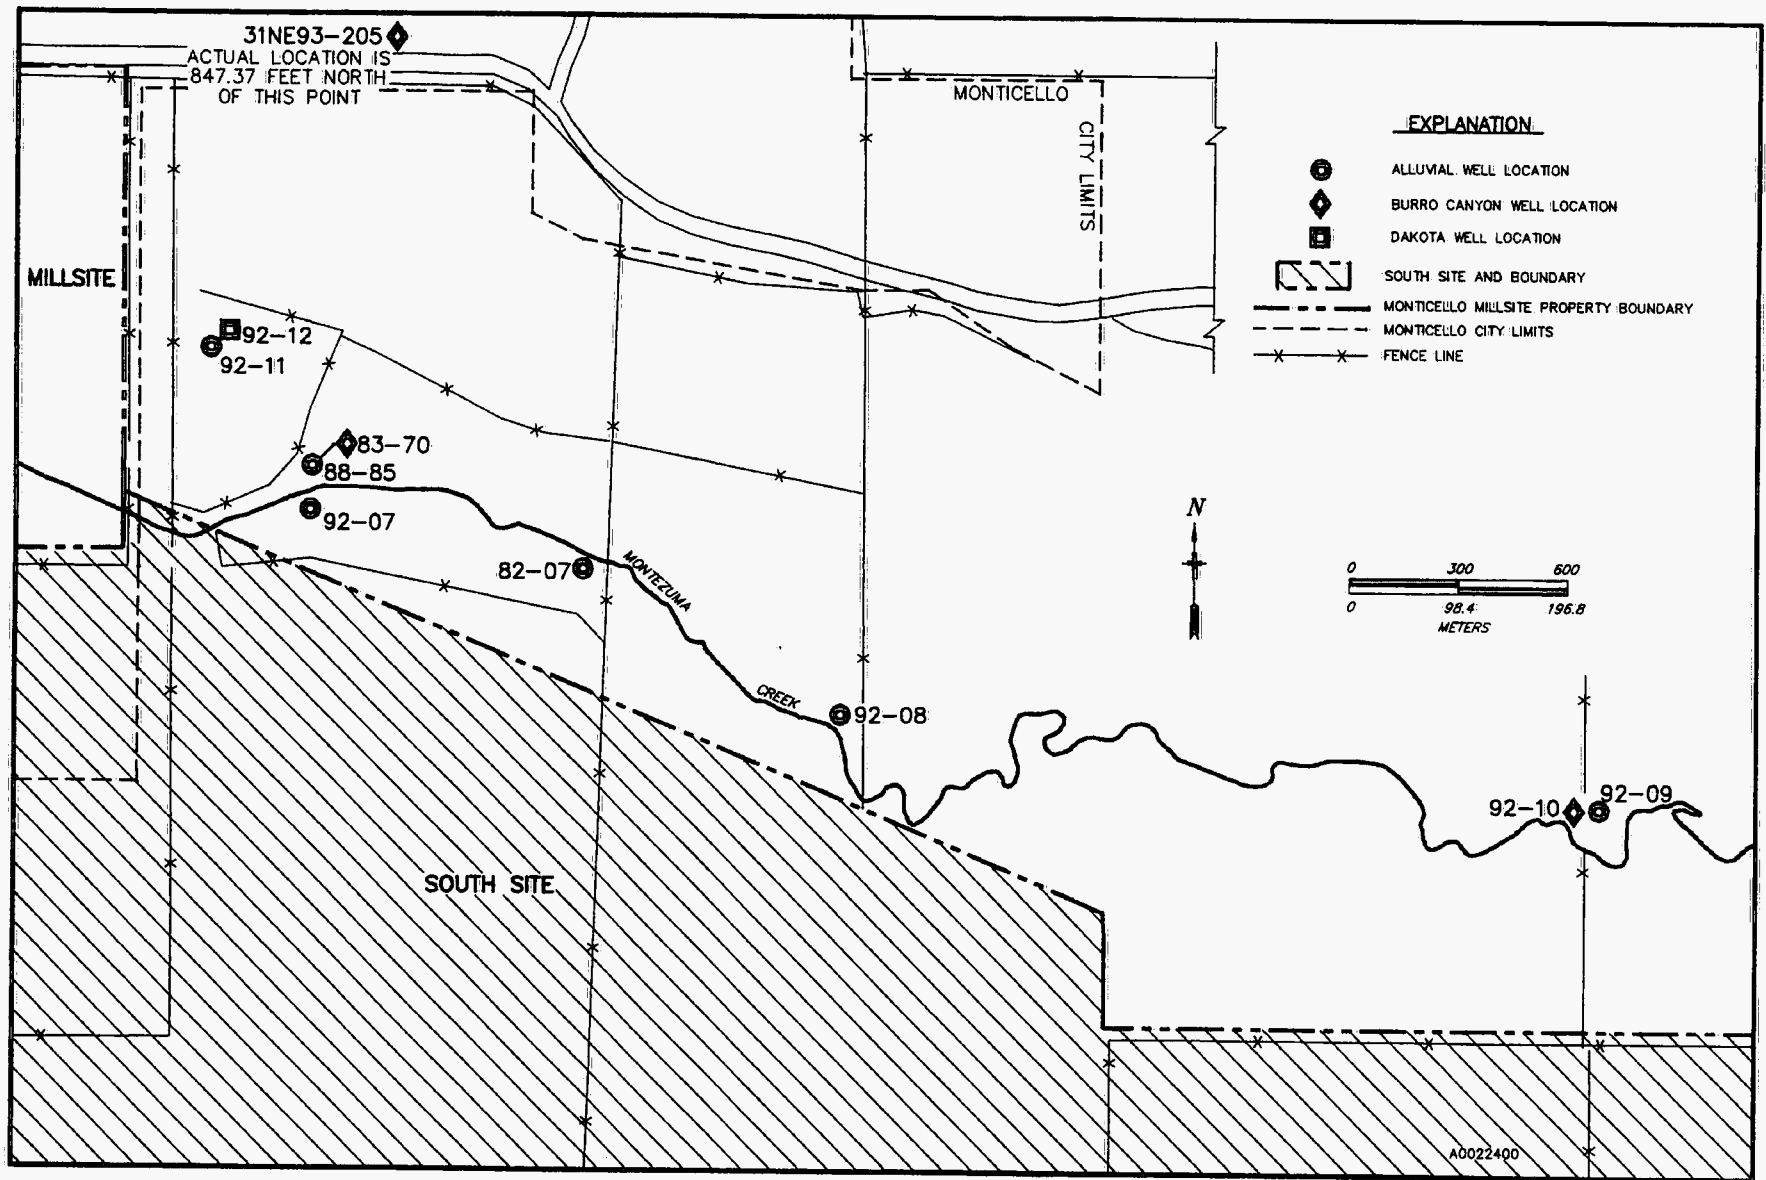 31NE93-205
ACTUAL LOCATION IS
847.37 FEET NORTH
OF THIS POINT
MONTICELLO
CITY LIMITS
EXPLANATION
ALLUVIAL WELL LOCATION
BURRO CANYON WELL LOCATION
DAKOTA WELL LOCATION
SOUTH SITE AND BOUNDARY
MONTICELLO MILLSITE PROPERTY BOUNDARY
MONTICELLO CITY LIMITS
FENCE LINE
MILLSITE
92-12
92-11
83-70
88-85
92-07
82-07
MONTEZUMA
CREEK
92-08
N
0 300 600
0 98.4 196.8
METERS
92-10
92-09
SOUTH SITE
A0022400